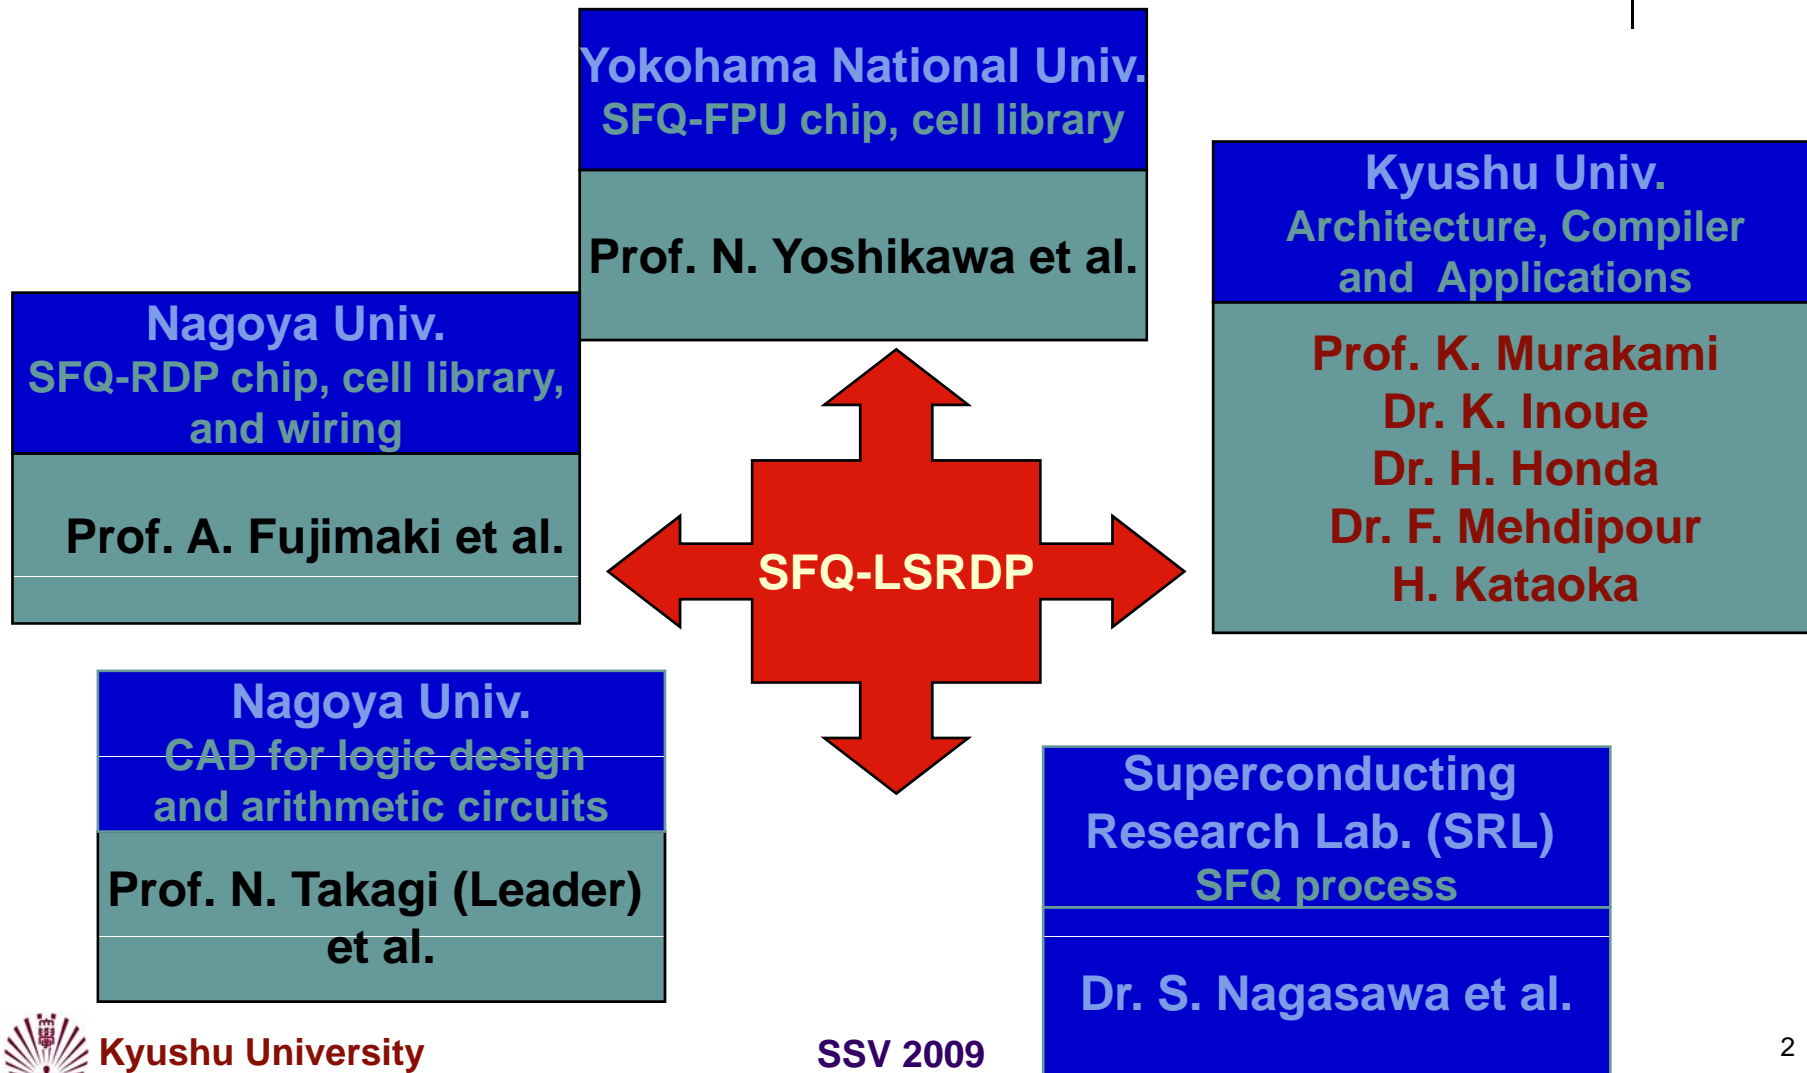 Yokohama National Univ.
SFQ-FPU chip, cell library
Prof. N. Yoshikawa et al.
Kyushu Univ.
Architecture, Compiler
and Applications
Prof. K. Murakami
Dr. K. Inoue
Dr. H. Honda
Dr. F. Mehdipour
H. Kataoka
Nagoya Univ.
SFQ-RDP chip, cell library,
and wiring
Prof. A. Fujimaki et al.
SFQ-LSRDP
Nagoya Univ.
CAD for logic design
and arithmetic circuits
Prof. N. Takagi (Leader)
et al.
Superconducting
Research Lab. (SRL)
SFQ process
Dr. S. Nagasawa et al.
Kyushu University
SSV 2009
2